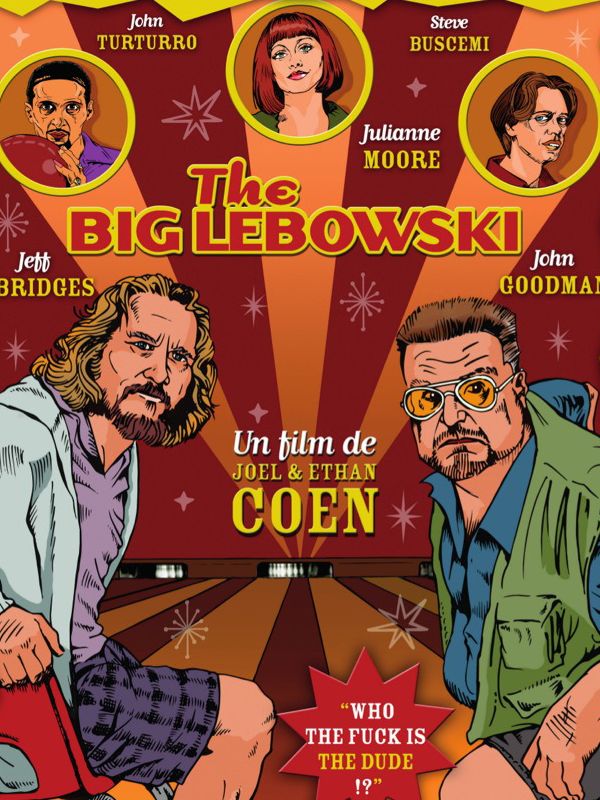 John
TURTURRO
Steve
BUSCEMI
Julianne
MOORE
The
BIG LEBOWSKI
Jeff
BRIDGES
John
GOODMAN
Un film de
JOEL & ETHAN
COEN
"WHO
THE FUCK IS
THE DUDE
!?"